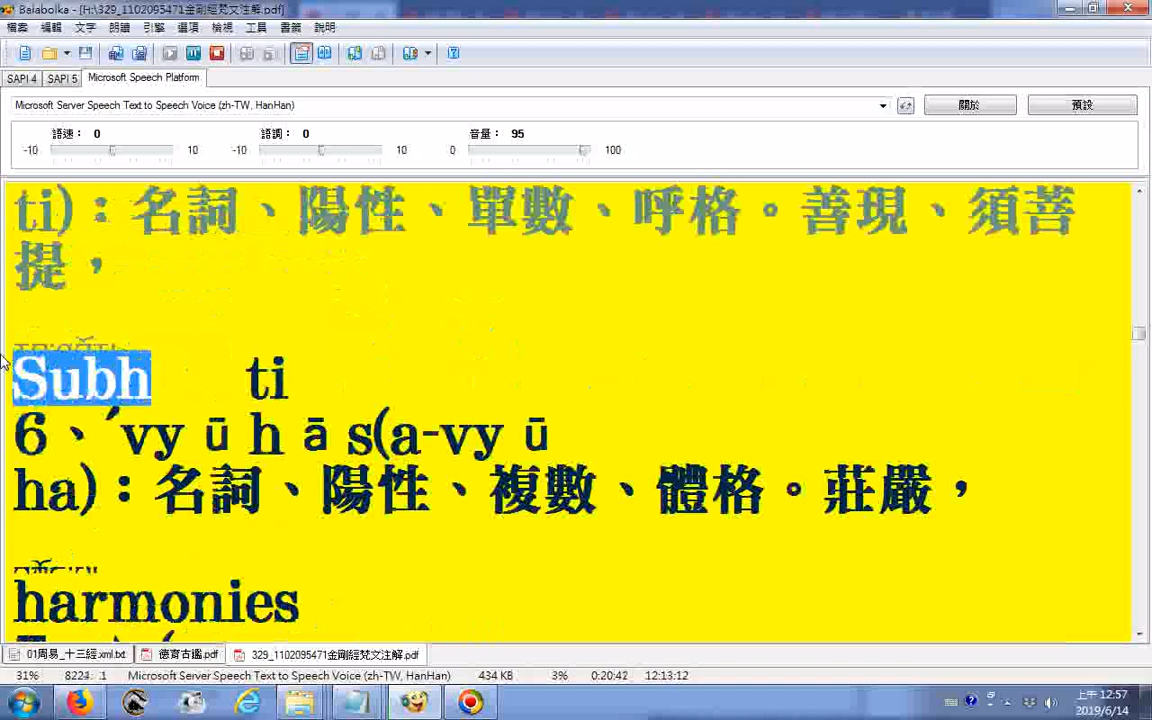 Balabolka - [H:\329_1102095471金剛經梵文注解.pdf]
檔案 編輯 文字 朗讀 引擎 選項 檢視 工具 書籤 說明
SAPI 4 SAPI 5 Microsoft Speech Platform
Microsoft Server Speech Text to Speech Voice (zh-TW, HanHan) 關於 預設
語速： 0 語調： 0 音量： 95
-10 10 -10 10 0 100
ti)：名詞、陽性、單數、呼格。善現、須菩
提，
Subh ti
6、´vy ū h ā s(a-vy ū
ha)：名詞、陽性、複數、體格。莊嚴，
harmonies
01周易_十三經.xml.txt 德育古鑑.pdf 329_1102095471金剛經梵文注解.pdf
31% 8221 :1 Microsoft Server Speech Text to Speech Voice (zh-TW, HanHan) 434 KB 3% 0:20:42 12:13:12
上午 12:57
2019/6/14